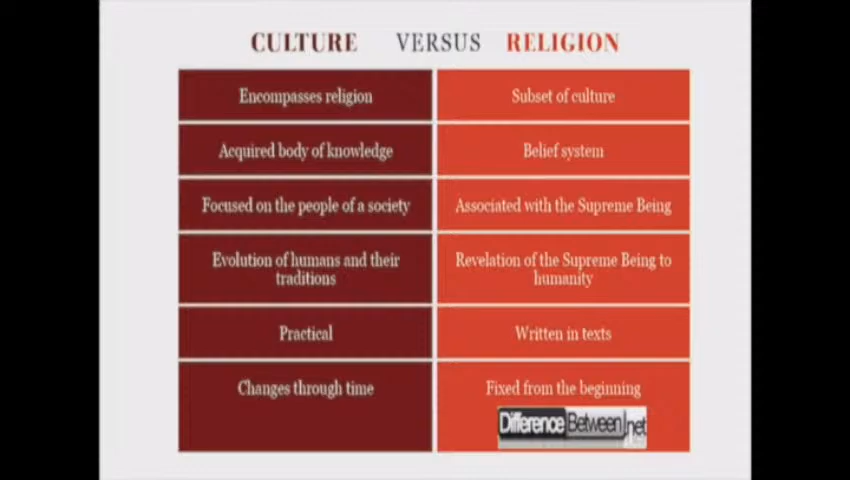 CULTURE VERSUS RELIGION
Encompasses religion
Subset of culture
Acquired body of knowledge
Belief system
Focused on the people of a society
Associated with the Supreme Being
Evolution of humans and their
traditions
Revelation of the Supreme Being to
humanity
Practical
Written in texts
Changes through time
Fixed from the beginning
DifferenceBetween.net